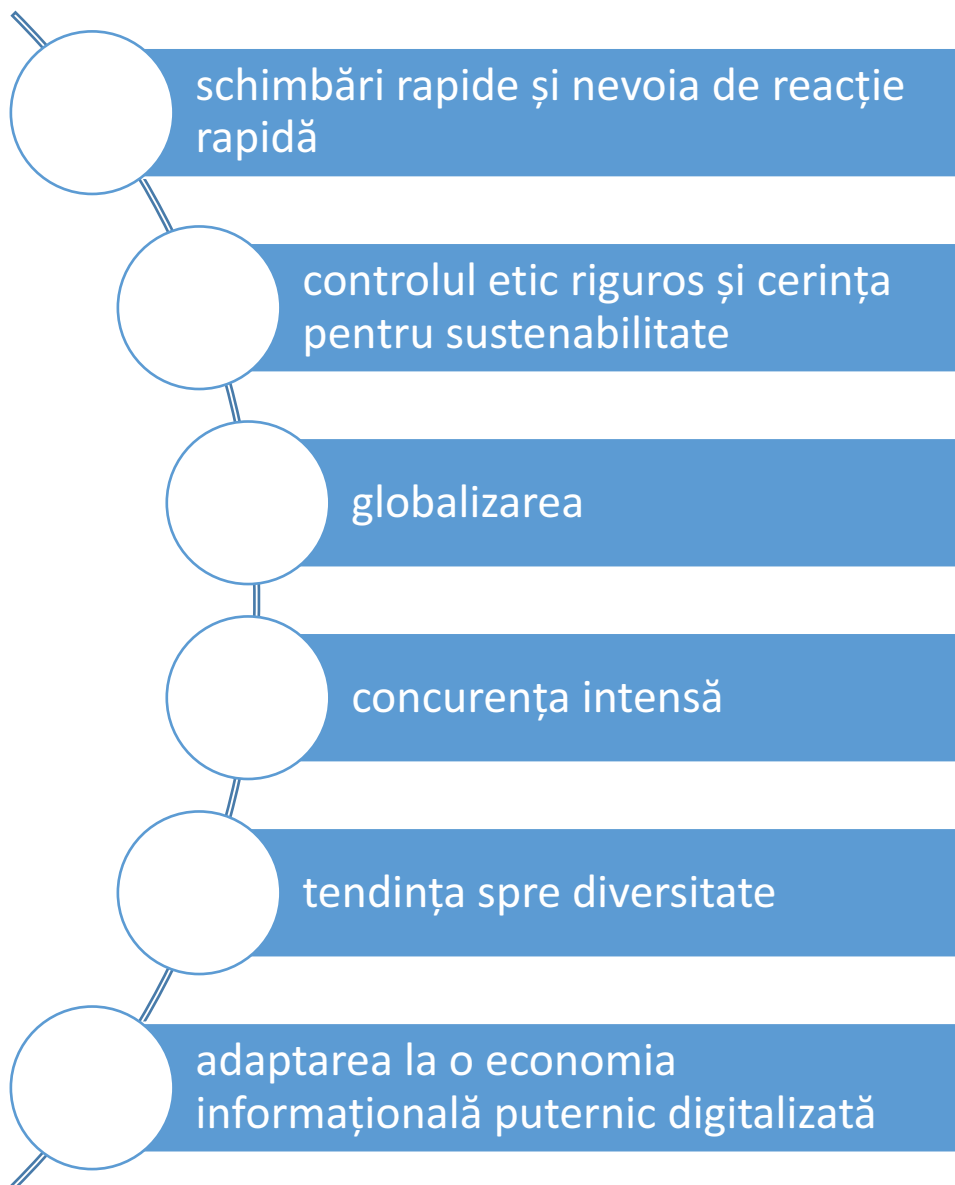 schimbări rapide și nevoia de reacție
rapidă
controlul etic riguros și cerința
pentru sustenabilitate
globalizarea
concurența intensă
tendința spre diversitate
adaptarea la o economia
informațională puternic digitalizată